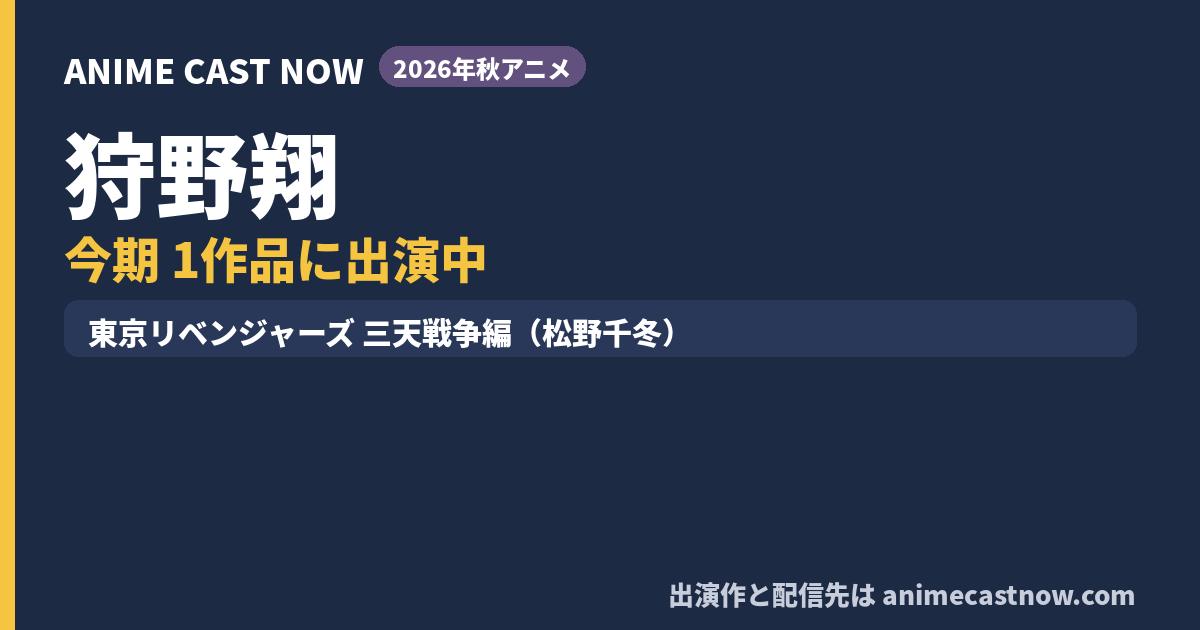 ANIME CAST NOW 2026年秋アニメ
狩野翔
今期 1作品に出演中
東京リベンジャーズ 三天戦争編（松野千冬）
出演作と配信先は animecastnow.com